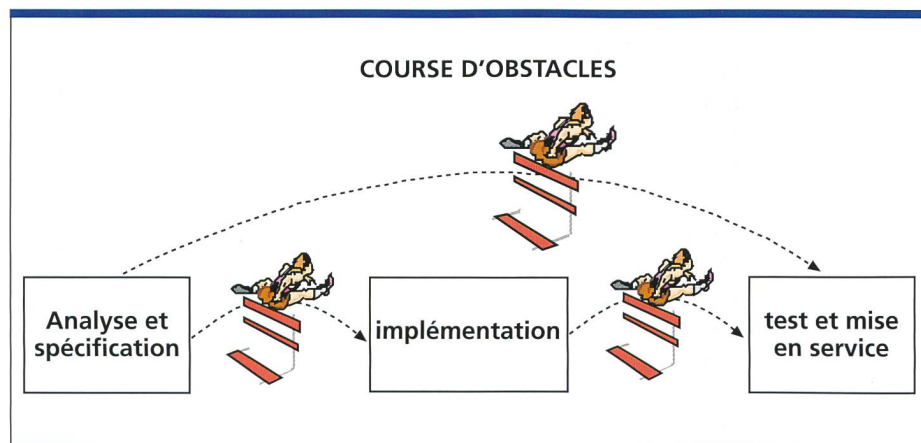 COURSE D'OBSTACLES
Analyse et
spécification
implémentation
test et mise
en service